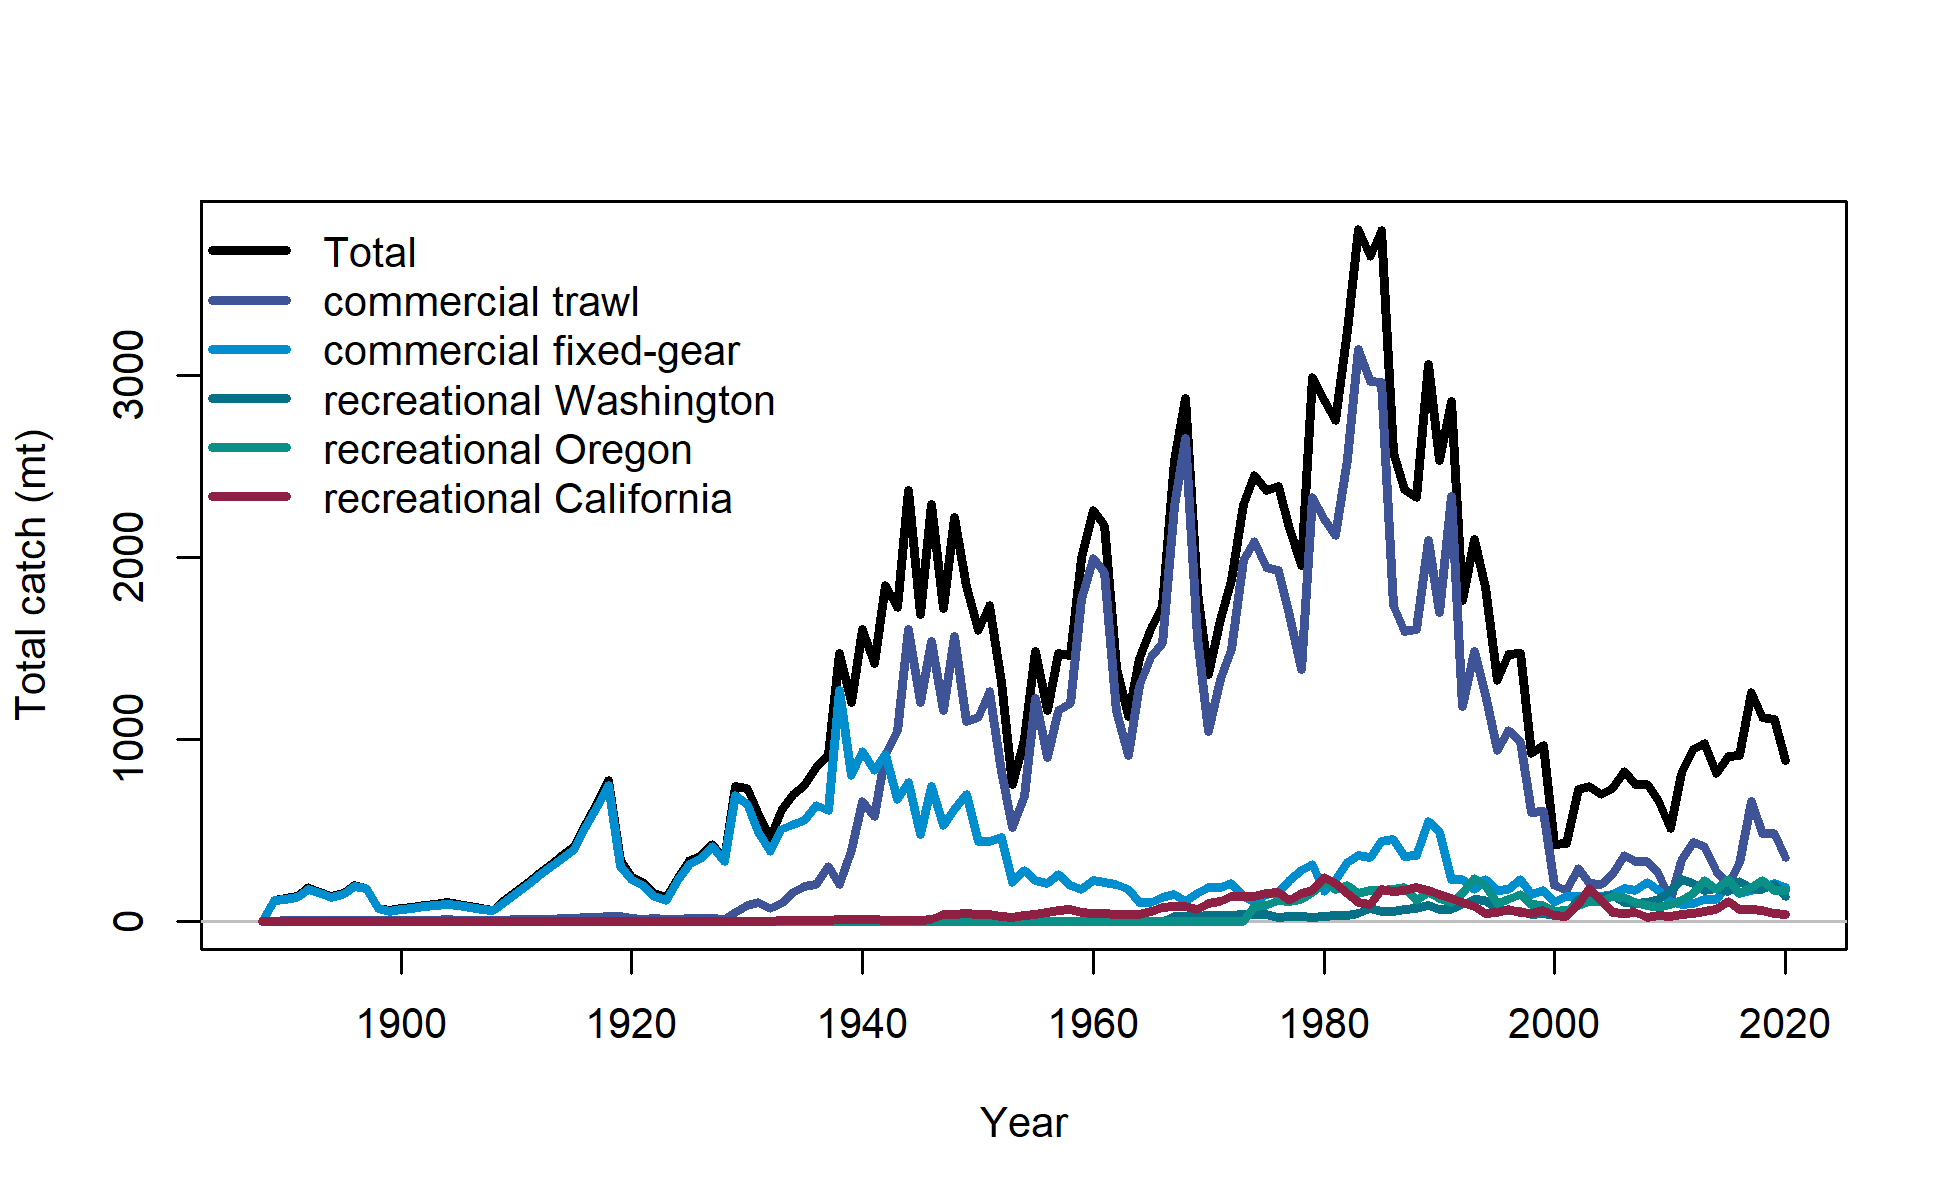 Total
commercial trawl
commercial fixed-gear
recreational Washington
recreational Oregon
recreational California
Total catch (mt)
3000
2000
1000
0
1900 1920 1940 1960 1980 2000 2020
Year